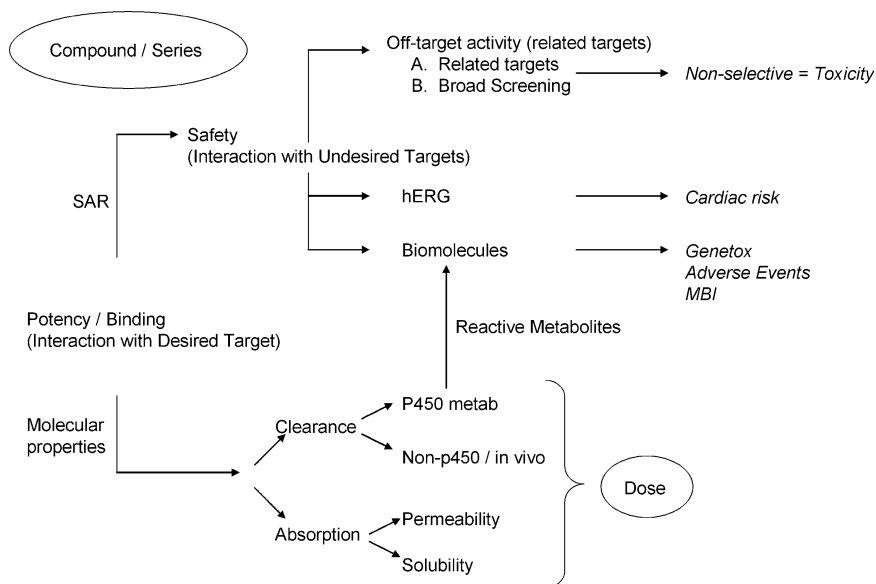 Compound / Series
Off-target activity (related targets)
A. Related targets
B. Broad Screening
Non-selective = Toxicity
Safety
(Interaction with Undesired Targets)
SAR
hERG
Cardiac risk
Biomolecules
Genetox
Adverse Events
MBI
Potency / Binding
(Interaction with Desired Target)
Reactive Metabolites
Molecular
properties
Clearance
P450 metab
Non-p450 / in vivo
Dose
Absorption
Permeability
Solubility